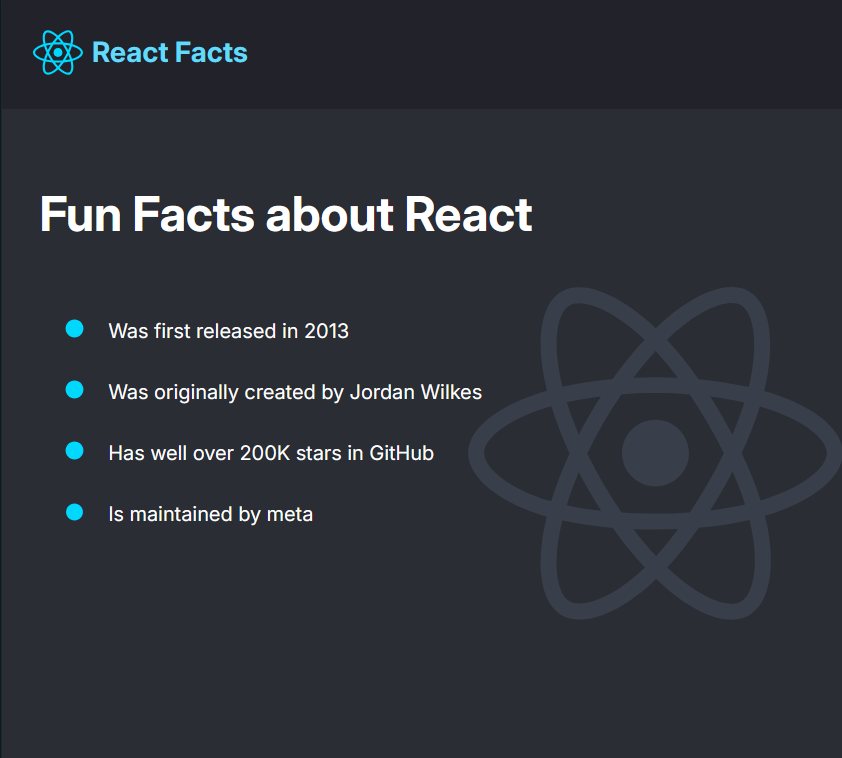 React Facts
Fun Facts about React
Was first released in 2013
Was originally created by Jordan Wilkes
Has well over 200K stars in GitHub
Is maintained by meta